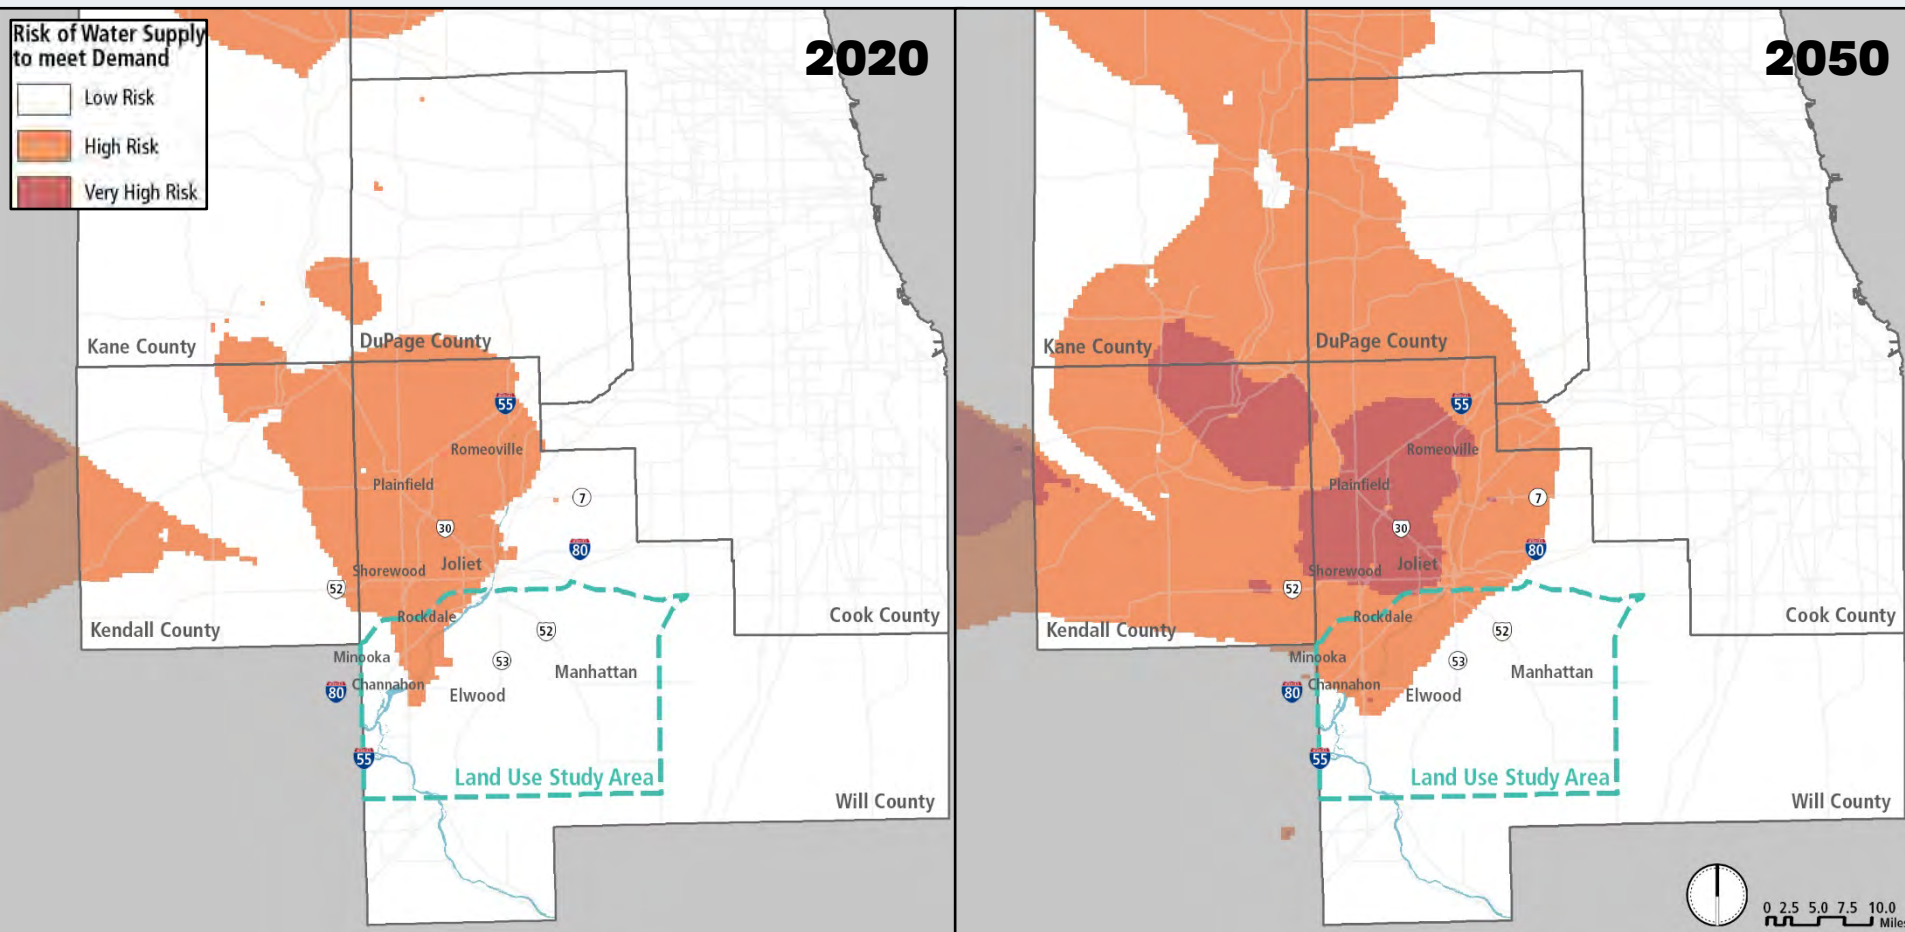 Risk of Water Supply
to meet Demand
Low Risk
High Risk
Very High Risk
2020
Kane County
DuPage County
55
Romeoville
Plainfield
7
30
80
Joliet
Shorewood
52
Rockdale
Cook County
Kendall County
52
Minooka
53
Manhattan
80
Channahon
Elwood
55
Land Use Study Area
Will County
2050
Kane County
DuPage County
55
Romeoville
Plainfield
7
30
80
Joliet
Shorewood
52
Rockdale
Cook County
Kendall County
52
Minooka
53
Manhattan
80
Channahon
Elwood
55
Land Use Study Area
Will County
0 2.5 5.0 7.5 10.0
Miles